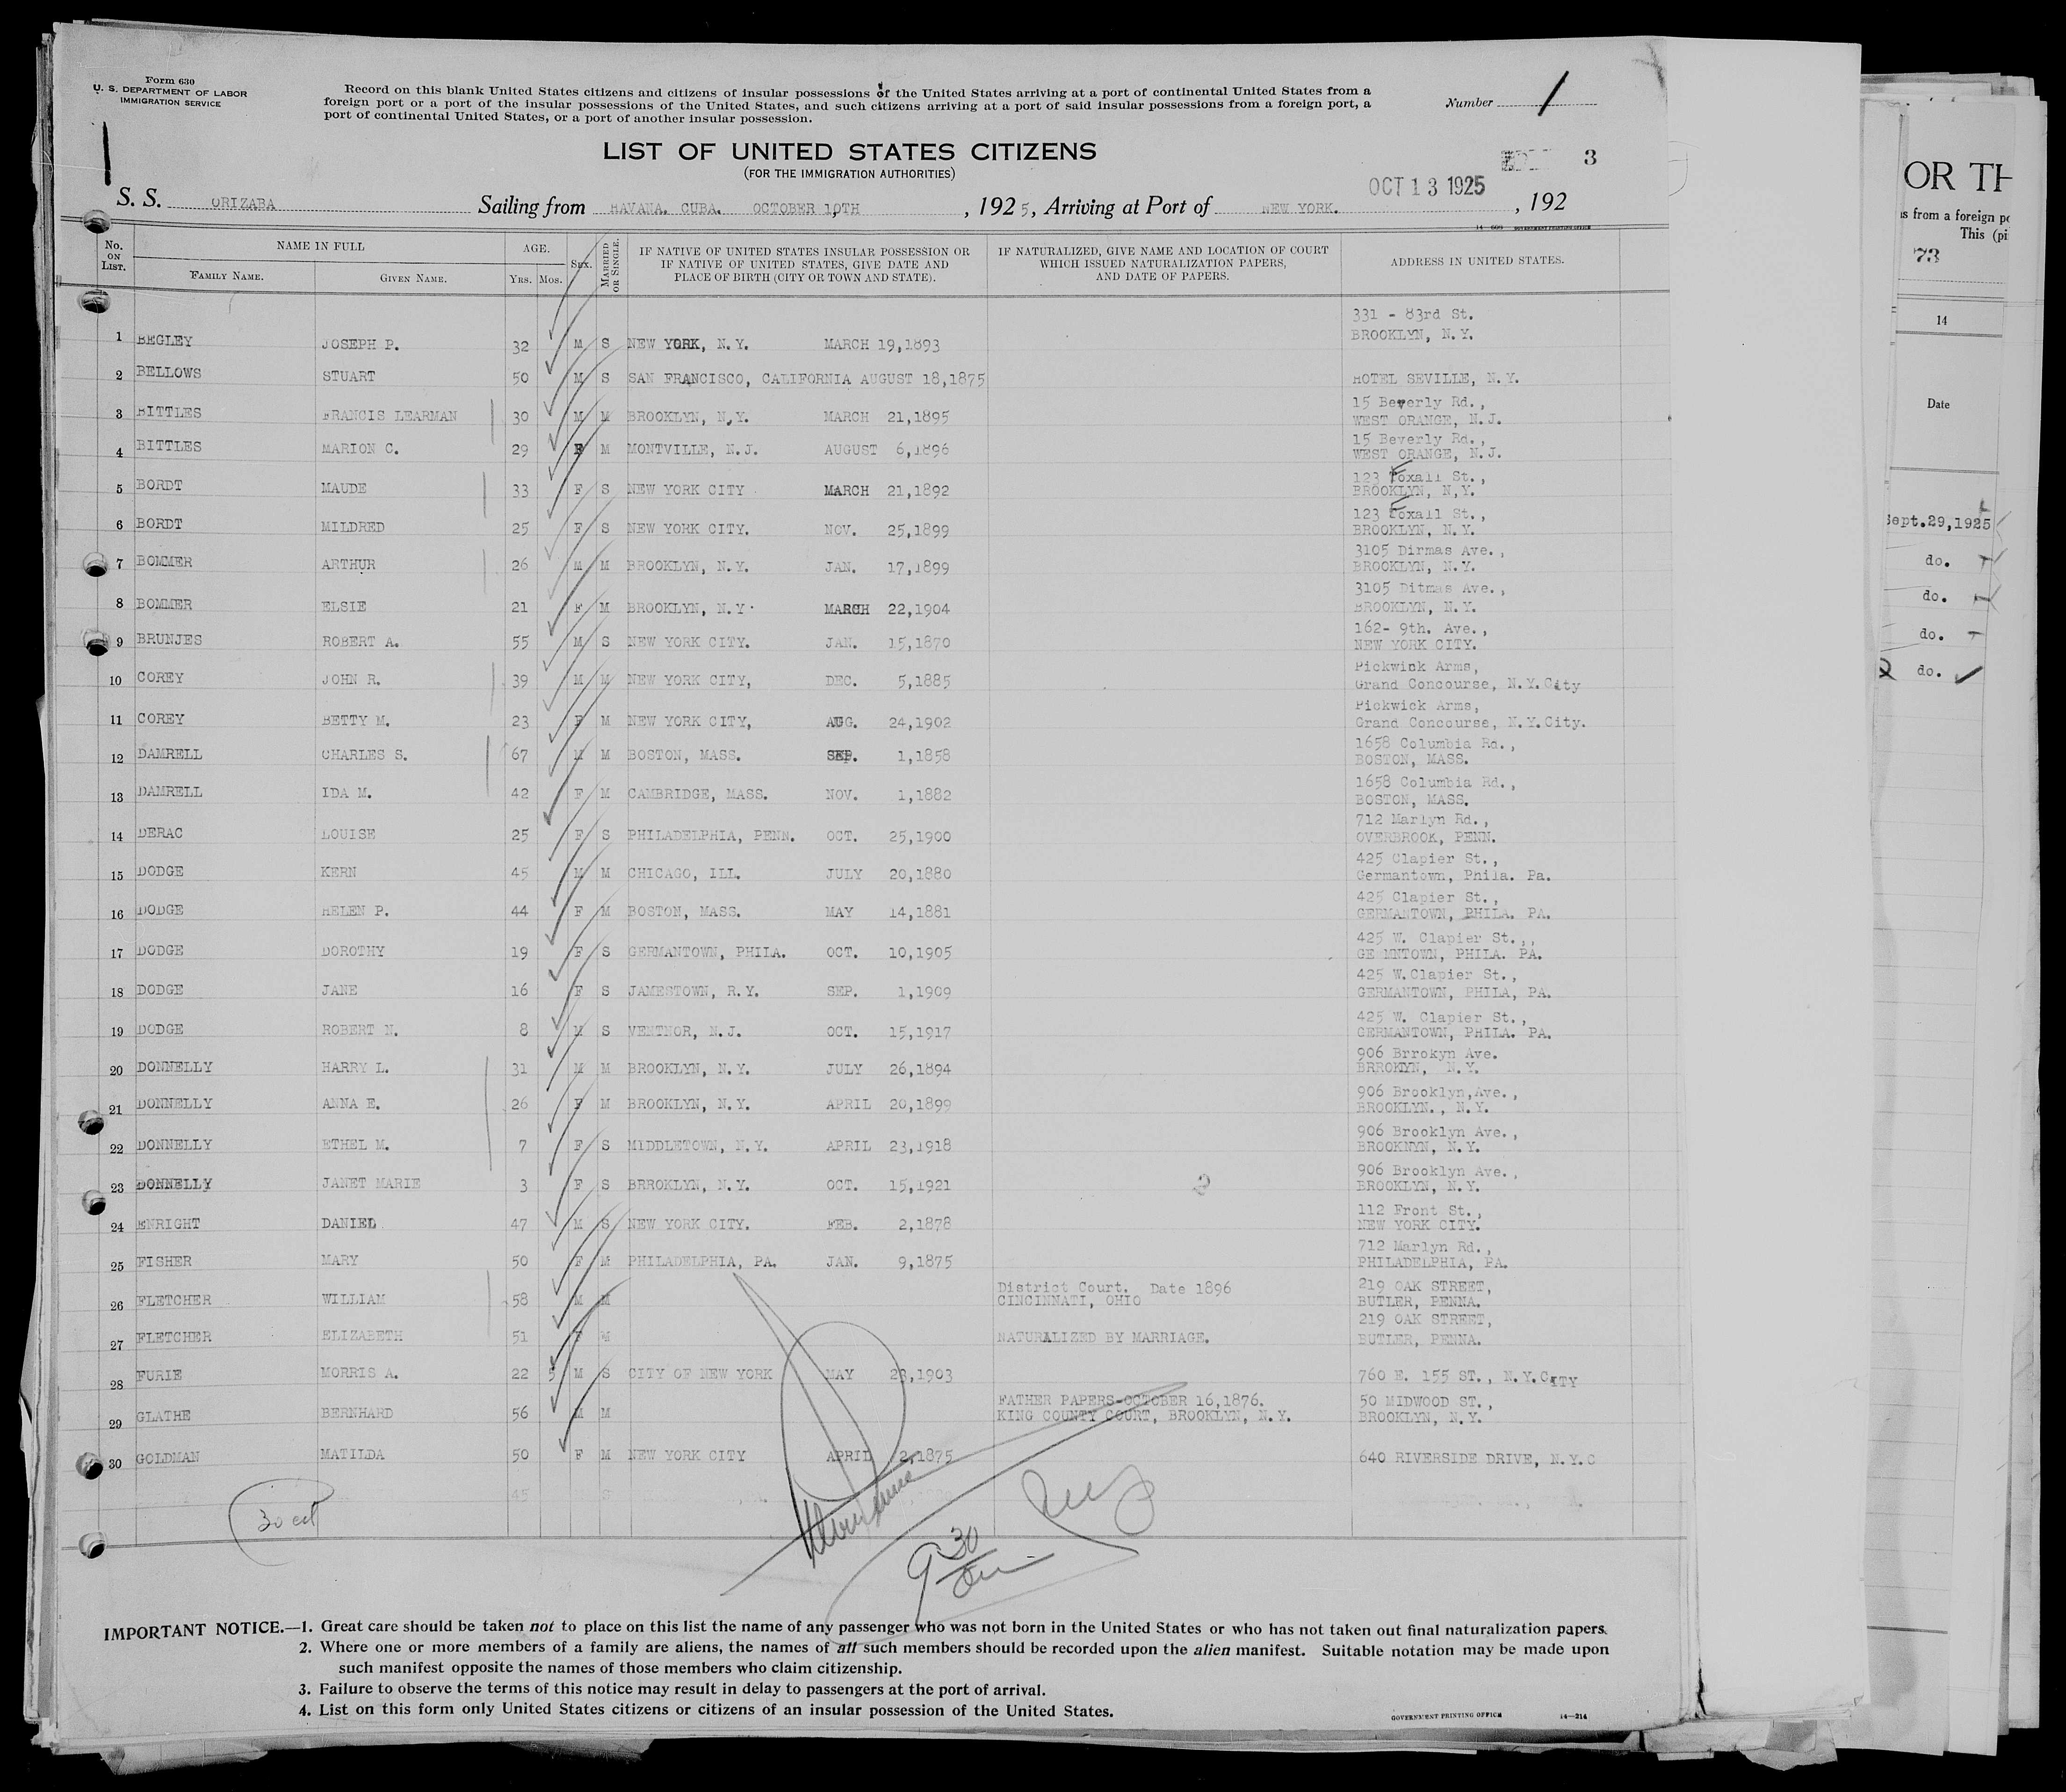 Form 630
U. S. DEPARTMENT OF LABOR
IMMIGRATION SERVICE
Record on this blank United States citizens and citizens of insular possessions of the United States arriving at a port of continental United States from a
foreign port or a port of the insular possessions of the United States, and such citizens arriving at a port of said insular possessions from a foreign port, a
port of continental United States, or a port of another insular possession.
Number 1
LIST OF UNITED STATES CITIZENS
(FOR THE IMMIGRATION AUTHORITIES)
3
OCT 13 1925
S. S. ORIZABA Sailing from HAVANA. CUBA. OCTOBER 10TH, 1925, Arriving at Port of NEW YORK. , 192
No. ON LIST. NAME IN FULL AGE. SEX. MARRIED OR SINGLE. IF NATIVE OF UNITED STATES INSULAR POSSESSION OR IF NATIVE OF UNITED STATES, GIVE DATE AND PLACE OF BIRTH (CITY OR TOWN AND STATE). IF NATURALIZED, GIVE NAME AND LOCATION OF COURT WHICH ISSUED NATURALIZATION PAPERS, AND DATE OF PAPERS. ADDRESS IN UNITED STATES.
FAMILY NAME. GIVEN NAME. YRS. MOS.
331 - 83rd St.
1 BEGLEY JOSEPH P. 32 M S NEW YORK, N.Y. MARCH 19,1893 BROOKLYN, N.Y.
2 BELLOWS STUART 50 M S SAN FRANCISCO, CALIFORNIA AUGUST 18,1875 HOTEL SEVILLE, N.Y.
15 Beverly Rd.,
3 BITTLES FRANCIS LEARMAN 30 M M BROOKLYN, N.Y. MARCH 21,1895 WEST ORANGE, N.J.
15 Beverly Rd.,
4 BITTLES MARION C. 29 F M MONTVILLE, N.J. AUGUST 6,1896 WEST ORANGE, N.J.
123 Foxall St.,
5 BORDT MAUDE 33 F S NEW YORK CITY MARCH 21,1892 BROOKLYN, N,Y.
123 Foxall St.,
6 BORDT MILDRED 25 F S NEW YORK CITY. NOV. 25,1899 BROOKLYN, N.Y.
3105 Dirmas Ave.,
7 BOMMER ARTHUR 26 M M BROOKLYN, N.Y. JAN. 17,1899 BROOKLYN, N.Y.
3105 Ditmas Ave.,
8 BOMMER ELSIE 21 F M BROOKLYN, N.Y. MARCH 22,1904 BROOKLYN, N.Y.
162- 9th. Ave.,
9 BRUNJES ROBERT A. 55 M S NEW YORK CITY. JAN. 15,1870 NEW YORK CITY.
Pickwick Arms,
10 COREY JOHN R. 39 M M NEW YORK CITY, DEC. 5,1885 Grand Concourse, N.Y.City
Pickwick Arms,
11 COREY BETTY M. 23 F M NEW YORK CITY, AUG. 24,1902 Grand Concourse, N.Y.City.
1658 Columbia Rd.,
12 DAMRELL CHARLES S. 67 M M BOSTON, MASS. SEP. 1,1858 BOSTON, MASS.
1658 Columbia Rd.,
13 DAMRELL IDA M. 42 F M CAMBRIDGE, MASS. NOV. 1,1882 BOSTON, MASS.
712 Marlyn Rd.,
14 DERAC LOUISE 25 F S PHILADELPHIA, PENN. OCT. 25,1900 OVERBROOK, PENN.
425 Clapier St.,
15 DODGE KERN 45 M M CHICAGO, ILL. JULY 20,1880 Germantown, Phila. Pa.
425 Clapier St.,
16 DODGE HELEN P. 44 F M BOSTON, MASS. MAY 14,1881 GERMANTOWN, PHILA. PA.
425 W. Clapier St.,,
17 DODGE DOROTHY 19 F S GERMANTOWN, PHILA. OCT. 10,1905 GE MNTOWN, PHILA. PA.
425 W.Clapier St.,
18 DODGE JANE 16 F S JAMESTOWN, R.Y. SEP. 1,1909 GERMANTOWN, PHILA, PA.
425 W. Clapier St.,
19 DODGE ROBERT N. 8 M S VENTNOR, N.J. OCT. 15,1917 GERMANTOWN, PHILA. PA.
906 Brrokyn Ave.
20 DONNELLY HARRY L. 31 M M BROOKLYN, N.Y. JULY 26,1894 BRROKLYN, N.Y.
906 Brooklyn,Ave.,
21 DONNELLY ANNA E. 26 F M BROOKLYN, N.Y. APRIL 20,1899 BROOKLYN., N.Y.
906 Brooklyn Ave.,
22 DONNELLY ETHEL M. 7 F S MIDDLETOWN, N.Y. APRIL 23,1918 BROOKNYN, N.Y.
906 Brooklyn Ave.,
23 DONNELLY JANET MARIE 3 F S BRROKLYN, N.Y. OCT. 15,1921 BROOKLYN, N.Y.
112 Front St.,
24 ENRIGHT DANIEL 47 M S NEW YORK CITY. FEB. 2,1878 NEW YORK CITY.
712 Marlyn Rd.,
25 FISHER MARY 50 F M PHILADELPHIA, PA. JAN. 9,1875 PHILADELPHIA, PA.
District Court. Date 1896 219 OAK STREET,
26 FLETCHER WILLIAM 58 M M CINCINNATI, OHIO BUTLER, PENNA.
219 OAK STREET,
27 FLETCHER ELIZABETH 51 F M NATURALIZED BY MARRIAGE. BUTLER, PENNA.
28 FURIE MORRIS A. 22 5 M S CITY OF NEW YORK MAY 23,1903 760 E. 155 ST., N.Y.CITY
FATHER PAPERS-OCTOBER 16,1876. 50 MIDWOOD ST.,
29 GLATHE BERNHARD 56 M M KING COUNTY COURT, BROOKLYN, N.Y. BROOKLYN, N.Y.
30 GOLDMAN MATILDA 50 F M NEW YORK CITY APRIL 2,1875 640 RIVERSIDE DRIVE, N.Y.C
45 S
30
9 30
IMPORTANT NOTICE.—1. Great care should be taken not to place on this list the name of any passenger who was not born in the United States or who has not taken out final naturalization papers.
2. Where one or more members of a family are aliens, the names of all such members should be recorded upon the alien manifest. Suitable notation may be made upon
such manifest opposite the names of those members who claim citizenship.
3. Failure to observe the terms of this notice may result in delay to passengers at the port of arrival.
4. List on this form only United States citizens or citizens of an insular possession of the United States.
GOVERNMENT PRINTING OFFICE 14—214
OR TH
s from a foreign
This (pi
73
14
Date
Sept.29,1925
do.
do.
do.
do.